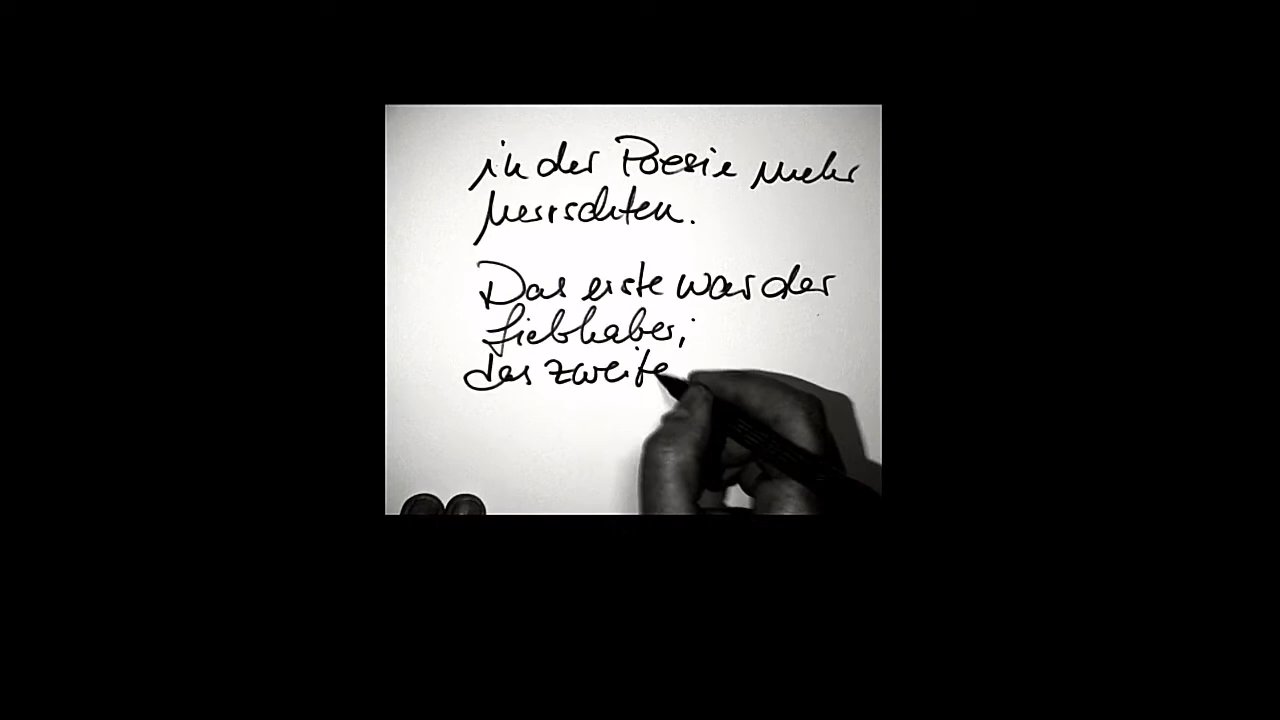 in der Poesie mehr
herrschten.
Das erste war der
Liebhaber;
das zweite